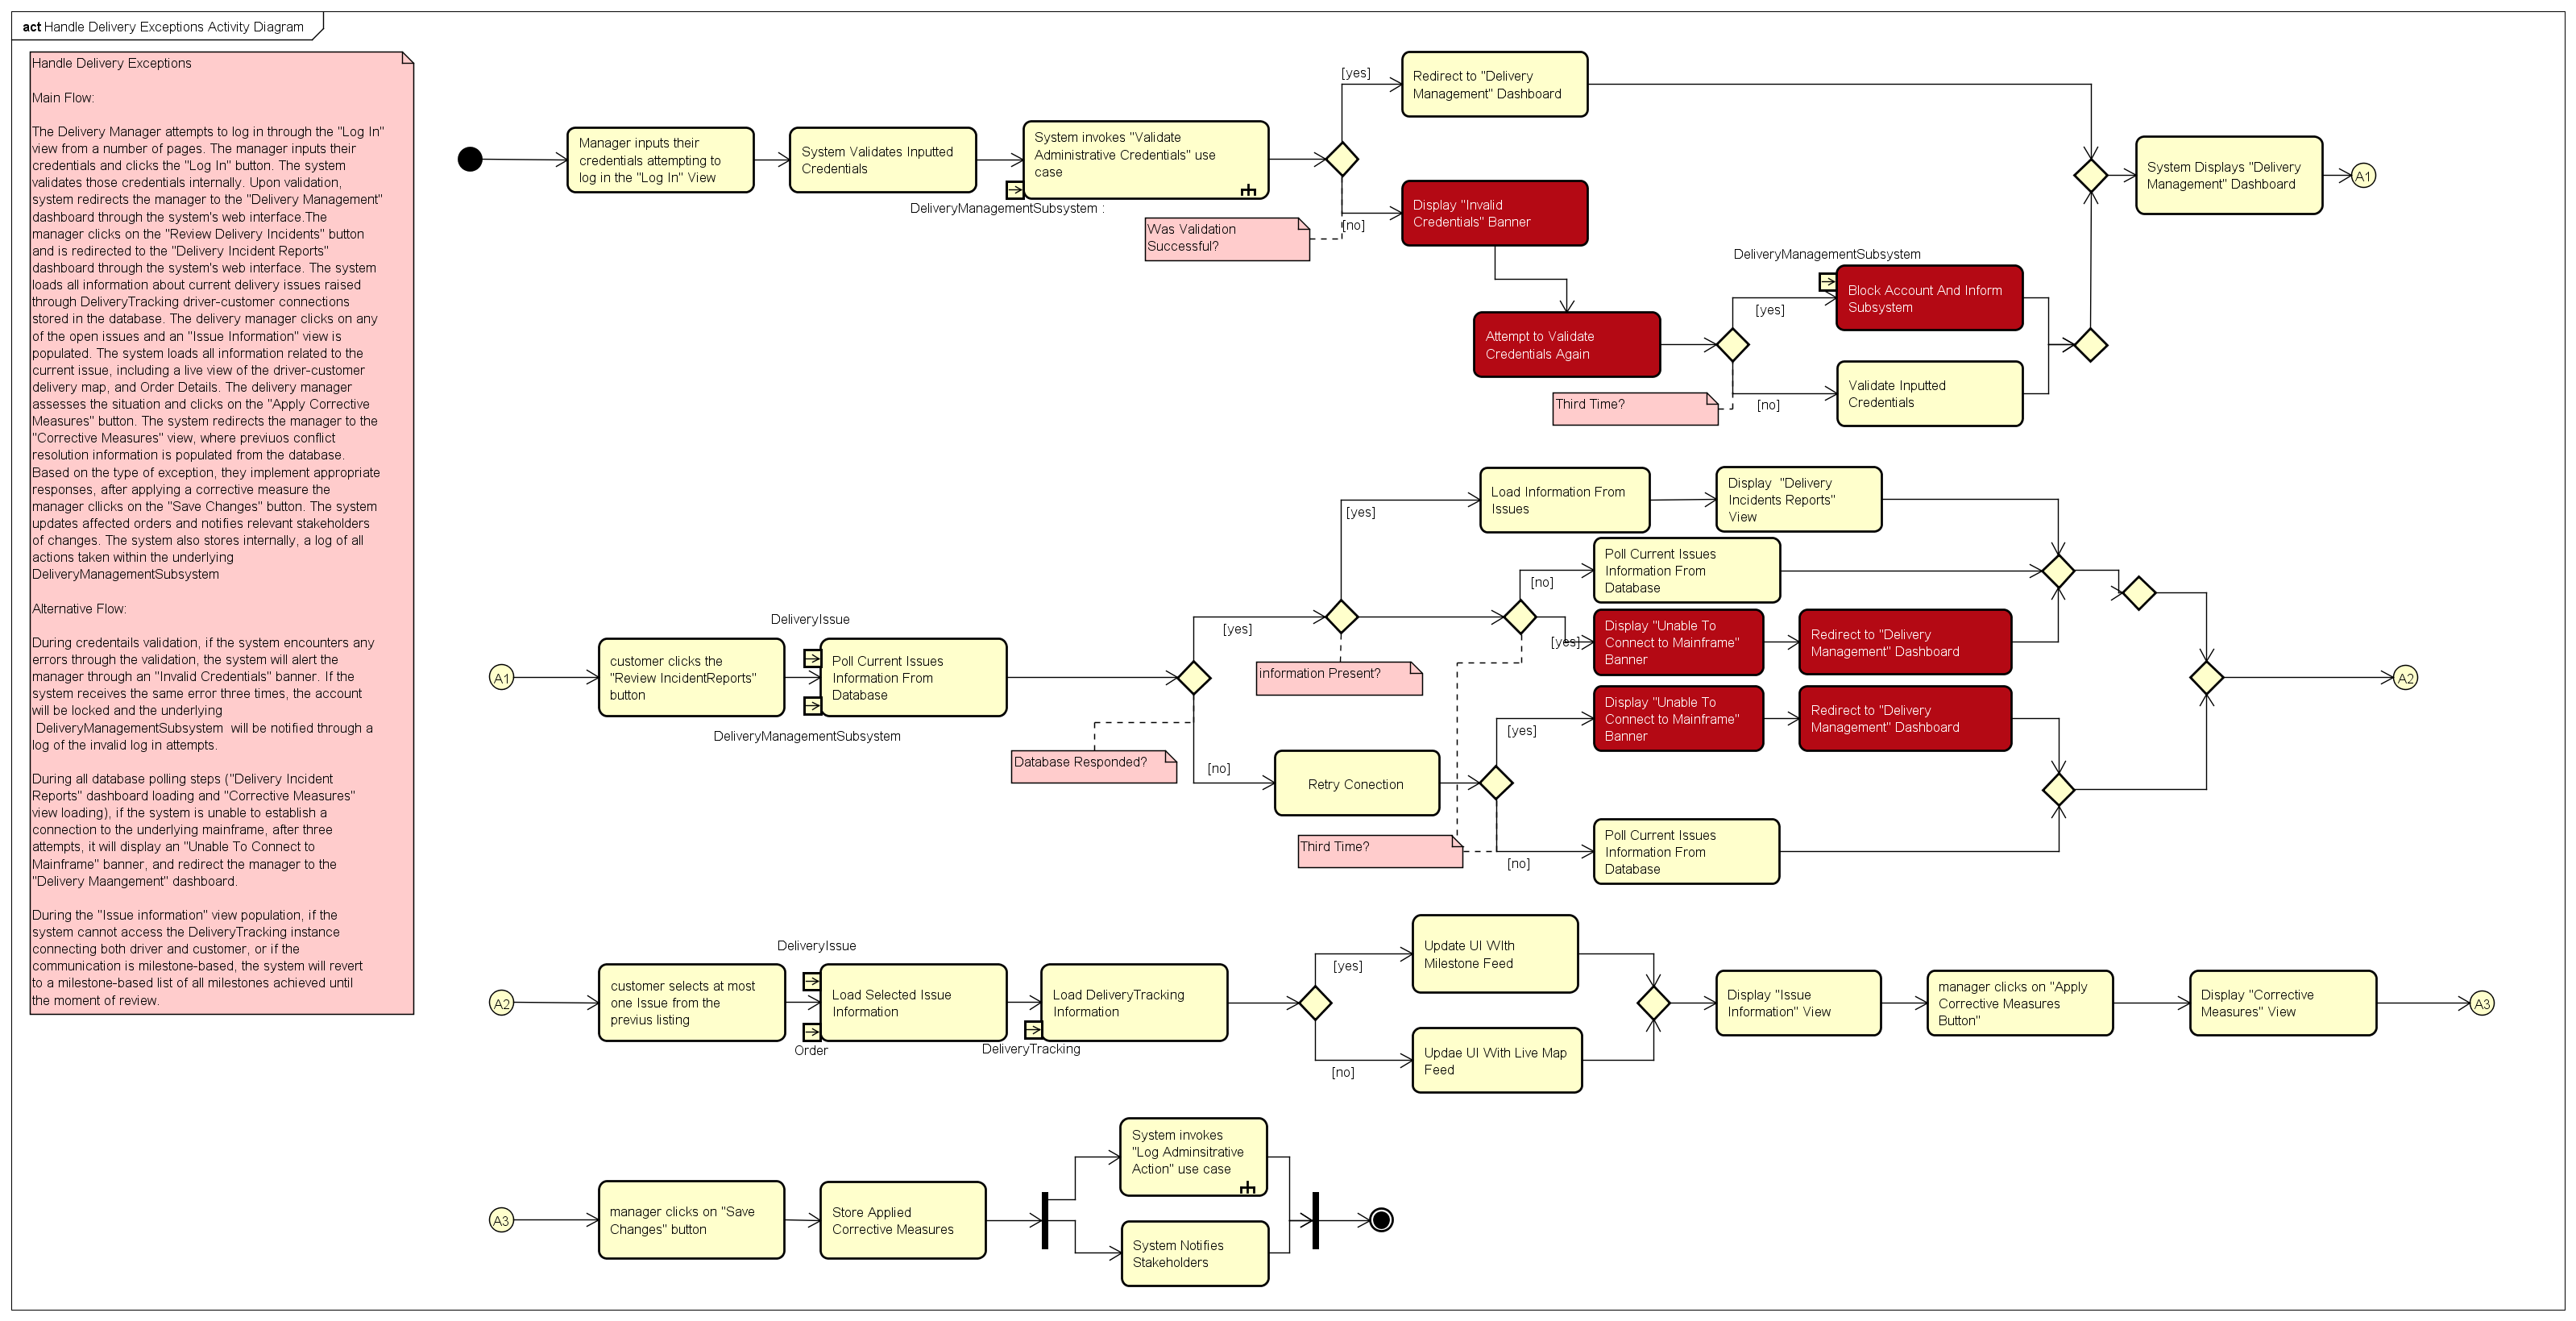 act Handle Delivery Exceptions Activity Diagram
Handle Delivery Exceptions
Main Flow:
The Delivery Manager attempts to log in through the "Log In"
view from a number of pages. The manager inputs their
credentials and clicks the "Log In" button. The system
validates those credentials internally. Upon validation,
system redirects the manager to the "Delivery Management"
dashboard through the system's web interface.The
manager clicks on the "Review Delivery Incidents" button
and is redirected to the "Delivery Incident Reports"
dashboard through the system's web interface. The system
loads all information about current delivery issues raised
through DeliveryTracking driver-customer connections
stored in the database. The delivery manager clicks on any
of the open issues and an "Issue Information" view is
populated. The system loads all information related to the
current issue, including a live view of the driver-customer
delivery map, and Order Details. The delivery manager
assesses the situation and clicks on the "Apply Corrective
Measures" button. The system redirects the manager to the
"Corrective Measures" view, where previuos conflict
resolution information is populated from the database.
Based on the type of exception, they implement appropriate
responses, after applying a corrective measure the
manager cllicks on the "Save Changes" button. The system
updates affected orders and notifies relevant stakeholders
of changes. The system also stores internally, a log of all
actions taken within the underlying
DeliveryManagementSubsystem
Alternative Flow:
During credentails validation, if the system encounters any
errors through the validation, the system will alert the
manager through an "Invalid Credentials" banner. If the
system receives the same error three times, the account
will be locked and the underlying
DeliveryManagementSubsystem  will be notified through a
log of the invalid log in attempts.
During all database polling steps ("Delivery Incident
Reports" dashboard loading and "Corrective Measures"
view loading), if the system is unable to establish a
connection to the underlying mainframe, after three
attempts, it will display an "Unable To Connect to
Mainframe" banner, and redirect the manager to the
"Delivery Maangement" dashboard.
During the "Issue information" view population, if the
system cannot access the DeliveryTracking instance
connecting both driver and customer, or if the
communication is milestone-based, the system will revert
to a milestone-based list of all milestones achieved until
the moment of review.
Manager inputs their
credentials attempting to
log in the "Log In" View
System Validates Inputted
Credentials
System invokes "Validate
Administrative Credentials" use
case
DeliveryManagementSubsystem :
Was Validation
Successful?
[yes]
[no]
Redirect to "Delivery
Management" Dashboard
Display "Invalid
Credentials" Banner
Attempt to Validate
Credentials Again
Third Time?
[yes]
[no]
DeliveryManagementSubsystem
Block Account And Inform
Subsystem
Validate Inputted
Credentials
System Displays "Delivery
Management" Dashboard
A1
A1
customer clicks the
"Review IncidentReports"
button
DeliveryIssue
Poll Current Issues
Information From
Database
DeliveryManagementSubsystem
Database Responded?
[yes]
[no]
information Present?
[yes]
Load Information From
Issues
Display  "Delivery
Incidents Reports"
View
[no]
Poll Current Issues
Information From
Database
[yes]
Display "Unable To
Connect to Mainframe"
Banner
Redirect to "Delivery
Management" Dashboard
Retry Conection
Third Time?
[yes]
Display "Unable To
Connect to Mainframe"
Banner
Redirect to "Delivery
Management" Dashboard
[no]
Poll Current Issues
Information From
Database
A2
A2
customer selects at most
one Issue from the
previus listing
DeliveryIssue
Load Selected Issue
Information
Order
Load DeliveryTracking
Information
DeliveryTracking
[yes]
[no]
Update UI WIth
Milestone Feed
Updae UI With Live Map
Feed
Display "Issue
Information" View
manager clicks on "Apply
Corrective Measures
Button"
Display "Corrective
Measures" View
A3
A3
manager clicks on "Save
Changes" button
Store Applied
Corrective Measures
System invokes
"Log Adminsitrative
Action" use case
System Notifies
Stakeholders